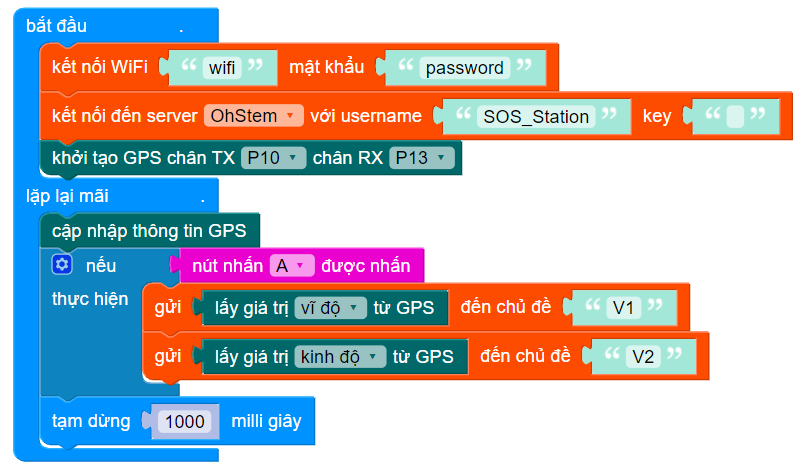 bắt đầu .
kết nối WiFi “ wifi ” mật khẩu “ password ”
kết nối đến server OhStem với username “ SOS_Station ” key “ ”
khởi tạo GPS chân TX P10 chân RX P13
lặp lại mãi .
cập nhập thông tin GPS
nếu nút nhấn A được nhấn
thực hiện gửi lấy giá trị vĩ độ từ GPS đến chủ đề “ V1 ”
gửi lấy giá trị kinh độ từ GPS đến chủ đề “ V2 ”
tạm dừng 1000 milli giây